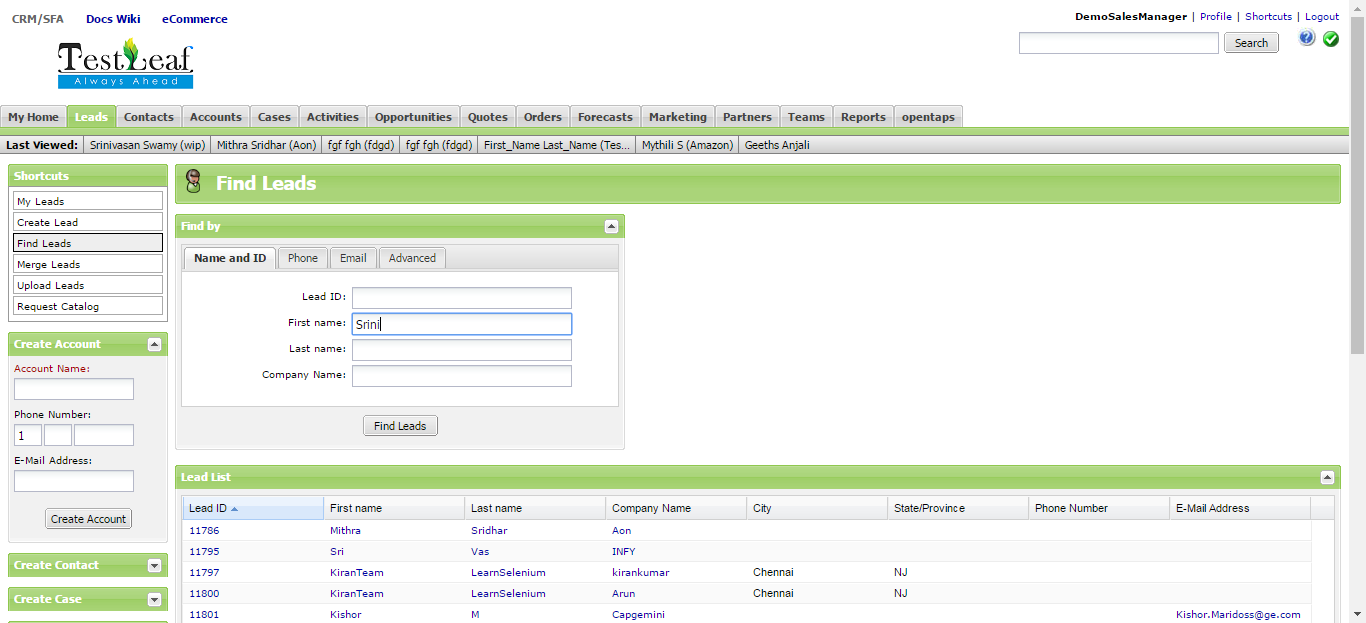 CRM/SFA Docs Wiki eCommerce
DemoSalesManager | Profile | Shortcuts | Logout
TestLeaf
Always Ahead
Search
My Home Leads Contacts Accounts Cases Activities Opportunities Quotes Orders Forecasts Marketing Partners Teams Reports opentaps
Last Viewed: Srinivasan Swamy (wip) Mithra Sridhar (Aon) fgf fgh (fdgd) fgf fgh (fdgd) First_Name Last_Name (Tes... Mythili S (Amazon) Geeths Anjali
Shortcuts
My Leads
Create Lead
Find Leads
Merge Leads
Upload Leads
Request Catalog
Create Account
Account Name:
Phone Number:
1
E-Mail Address:
Create Account
Create Contact
Create Case
Find Leads
Find by
Name and ID Phone Email Advanced
Lead ID:
First name: Srini
Last name:
Company Name:
Find Leads
Lead List
Lead ID First name Last name Company Name City State/Province Phone Number E-Mail Address
11786 Mithra Sridhar Aon
11795 Sri Vas INFY
11797 KiranTeam LearnSelenium kirankumar Chennai NJ
11800 KiranTeam LearnSelenium Arun Chennai NJ
11801 Kishor M Capgemini Kishor.Maridoss@ge.com